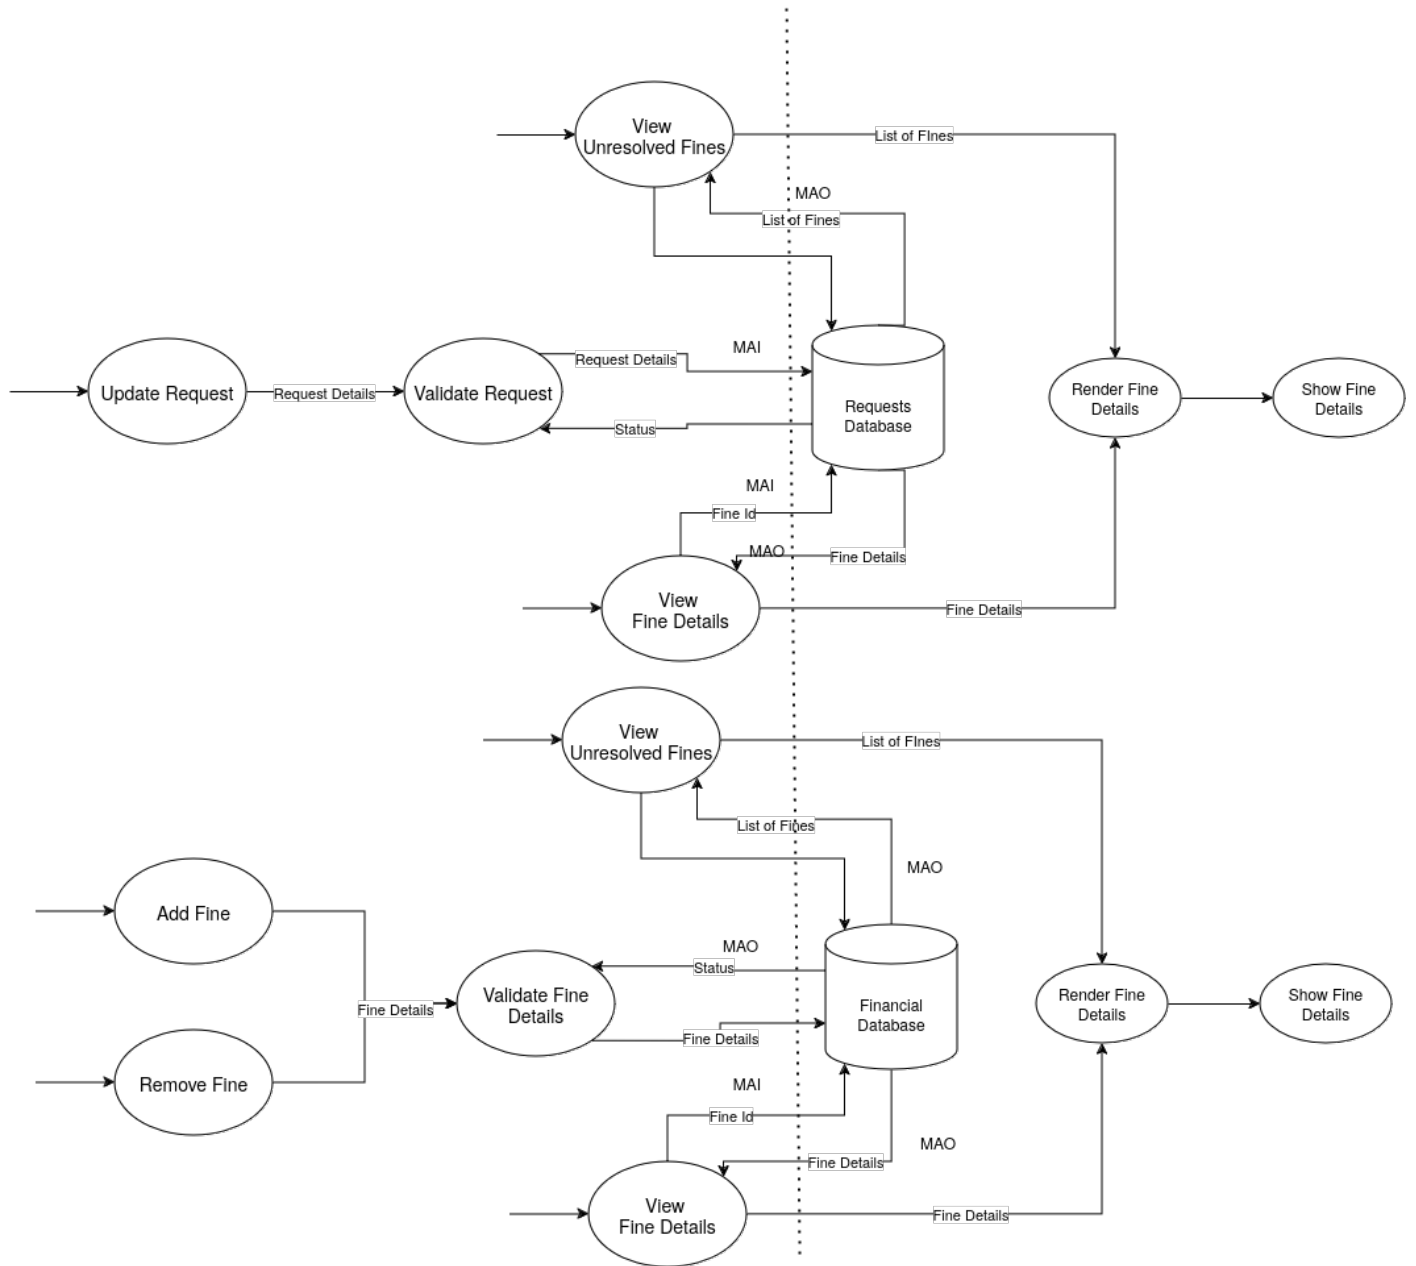 View
Unresolved Fines
List of FInes
MAO
List of Fines
MAI
Request Details
Update Request
Request Details
Validate Request
Requests
Database
Render Fine
Details
Show Fine
Details
Status
MAI
Fine Id
MAO
Fine Details
View
Fine Details
Fine Details
View
Unresolved Fines
List of FInes
List of Fines
MAO
Add Fine
MAO
Status
Validate Fine
Details
Fine Details
Financial
Database
Render Fine
Details
Show Fine
Details
Fine Details
Remove Fine
MAI
Fine Id
MAO
Fine Details
View
Fine Details
Fine Details